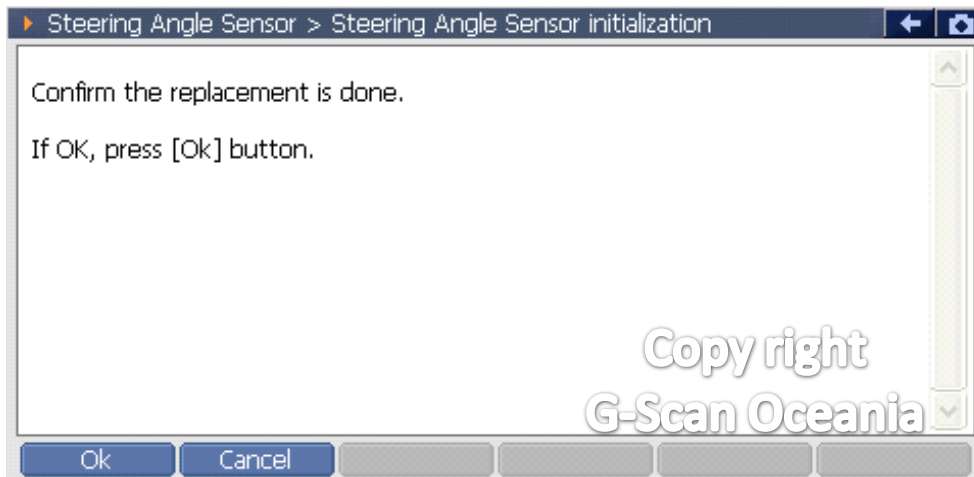 Steering Angle Sensor > Steering Angle Sensor initialization
Confirm the replacement is done.
If OK, press [Ok] button.
Copy right
G-Scan Oceania
Ok
Cancel